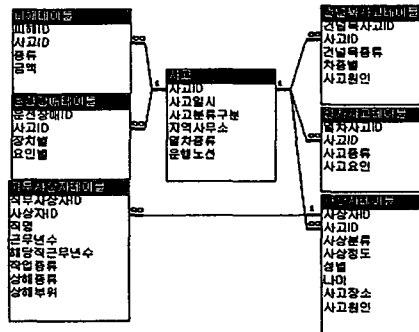 피해테이블
피해ID
사고ID
종류
금액
운전장애테이블
운전장애ID
사고ID
장치별
요인별
직무사상자테이블
직무사상자ID
사상자ID
직명
근무년수
해당직근무년수
작업종류
상해종류
상해부위
사고
사고ID
사고일시
사고분류구분
지역사무소
열차종류
운행노선
건널목사고테이블
건널목사고ID
사고ID
건널목종류
차종별
사고원인
열차사고테이블
열차사고ID
사고ID
사고종류
사고요인
사상자테이블
사상자ID
사고ID
사상분류
사상정도
성별
나이
사고장소
사고원인
1
1
1
∞
∞
∞
∞
∞
∞